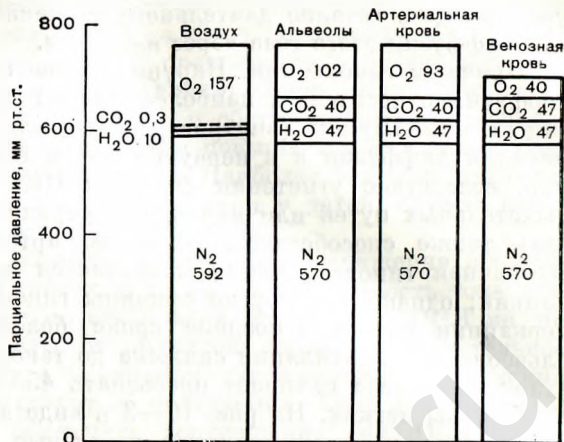 800
600
400
200
0
Пациальное давление, мм рт.ст.
Воздух
O₂ 157
CO₂ 0,3
H₂O. 10
N₂
592
Альвеолы
O₂ 102
CO₂ 40
H₂O 47
N₂
570
Артериальная
кровь
O₂ 93
CO₂ 40
H₂O 47
N₂
570
Венозная
кровь
O₂ 40
CO₂ 47
H₂O 47
N₂
570
ru